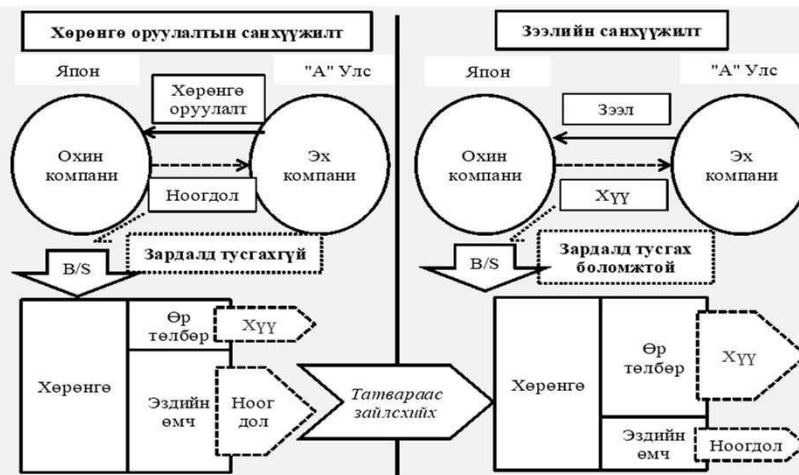 Хөрөнгө оруулалтын санхүүжилт
Япон
"А" Улс
Хөрөнгө
оруулалт
Охин
компани
Эх
компани
Ноогдол
Зардалд тусгахгүй
B/S
Хөрөнгө
Өр
төлбөр
Хүү
Эздийн
өмч
Ноог
дол
Татвараас
зайлсхийх
Зээлийн санхүүжилт
Япон
"А" Улс
Зээл
Охин
компани
Эх
компани
Хүү
Зардалд тусгах
боломжтой
B/S
Хөрөнгө
Өр
төлбөр
Хүү
Эздийн
өмч
Ноогдол